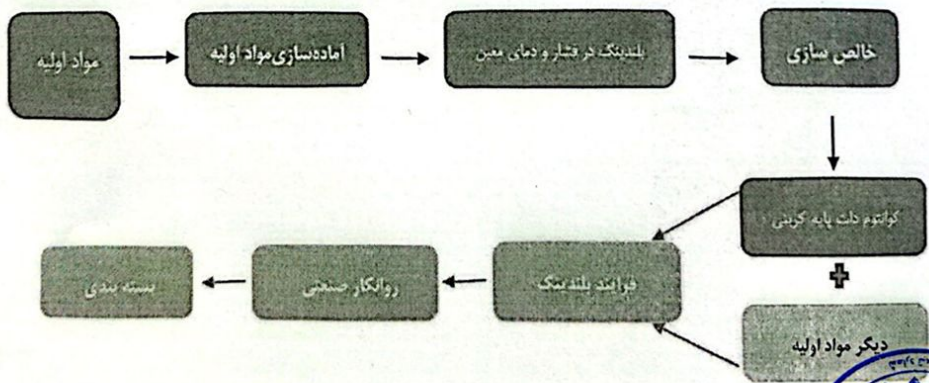 مواد اولیه
آماده‌سازی مواد اولیه
بلندینگ در فشار و دمای معین
خالص سازی
کوانتوم دات پایه کربنی
+
دیگر مواد اولیه
فرایند بلندینگ
روانکار صنعتی
بسته بندی